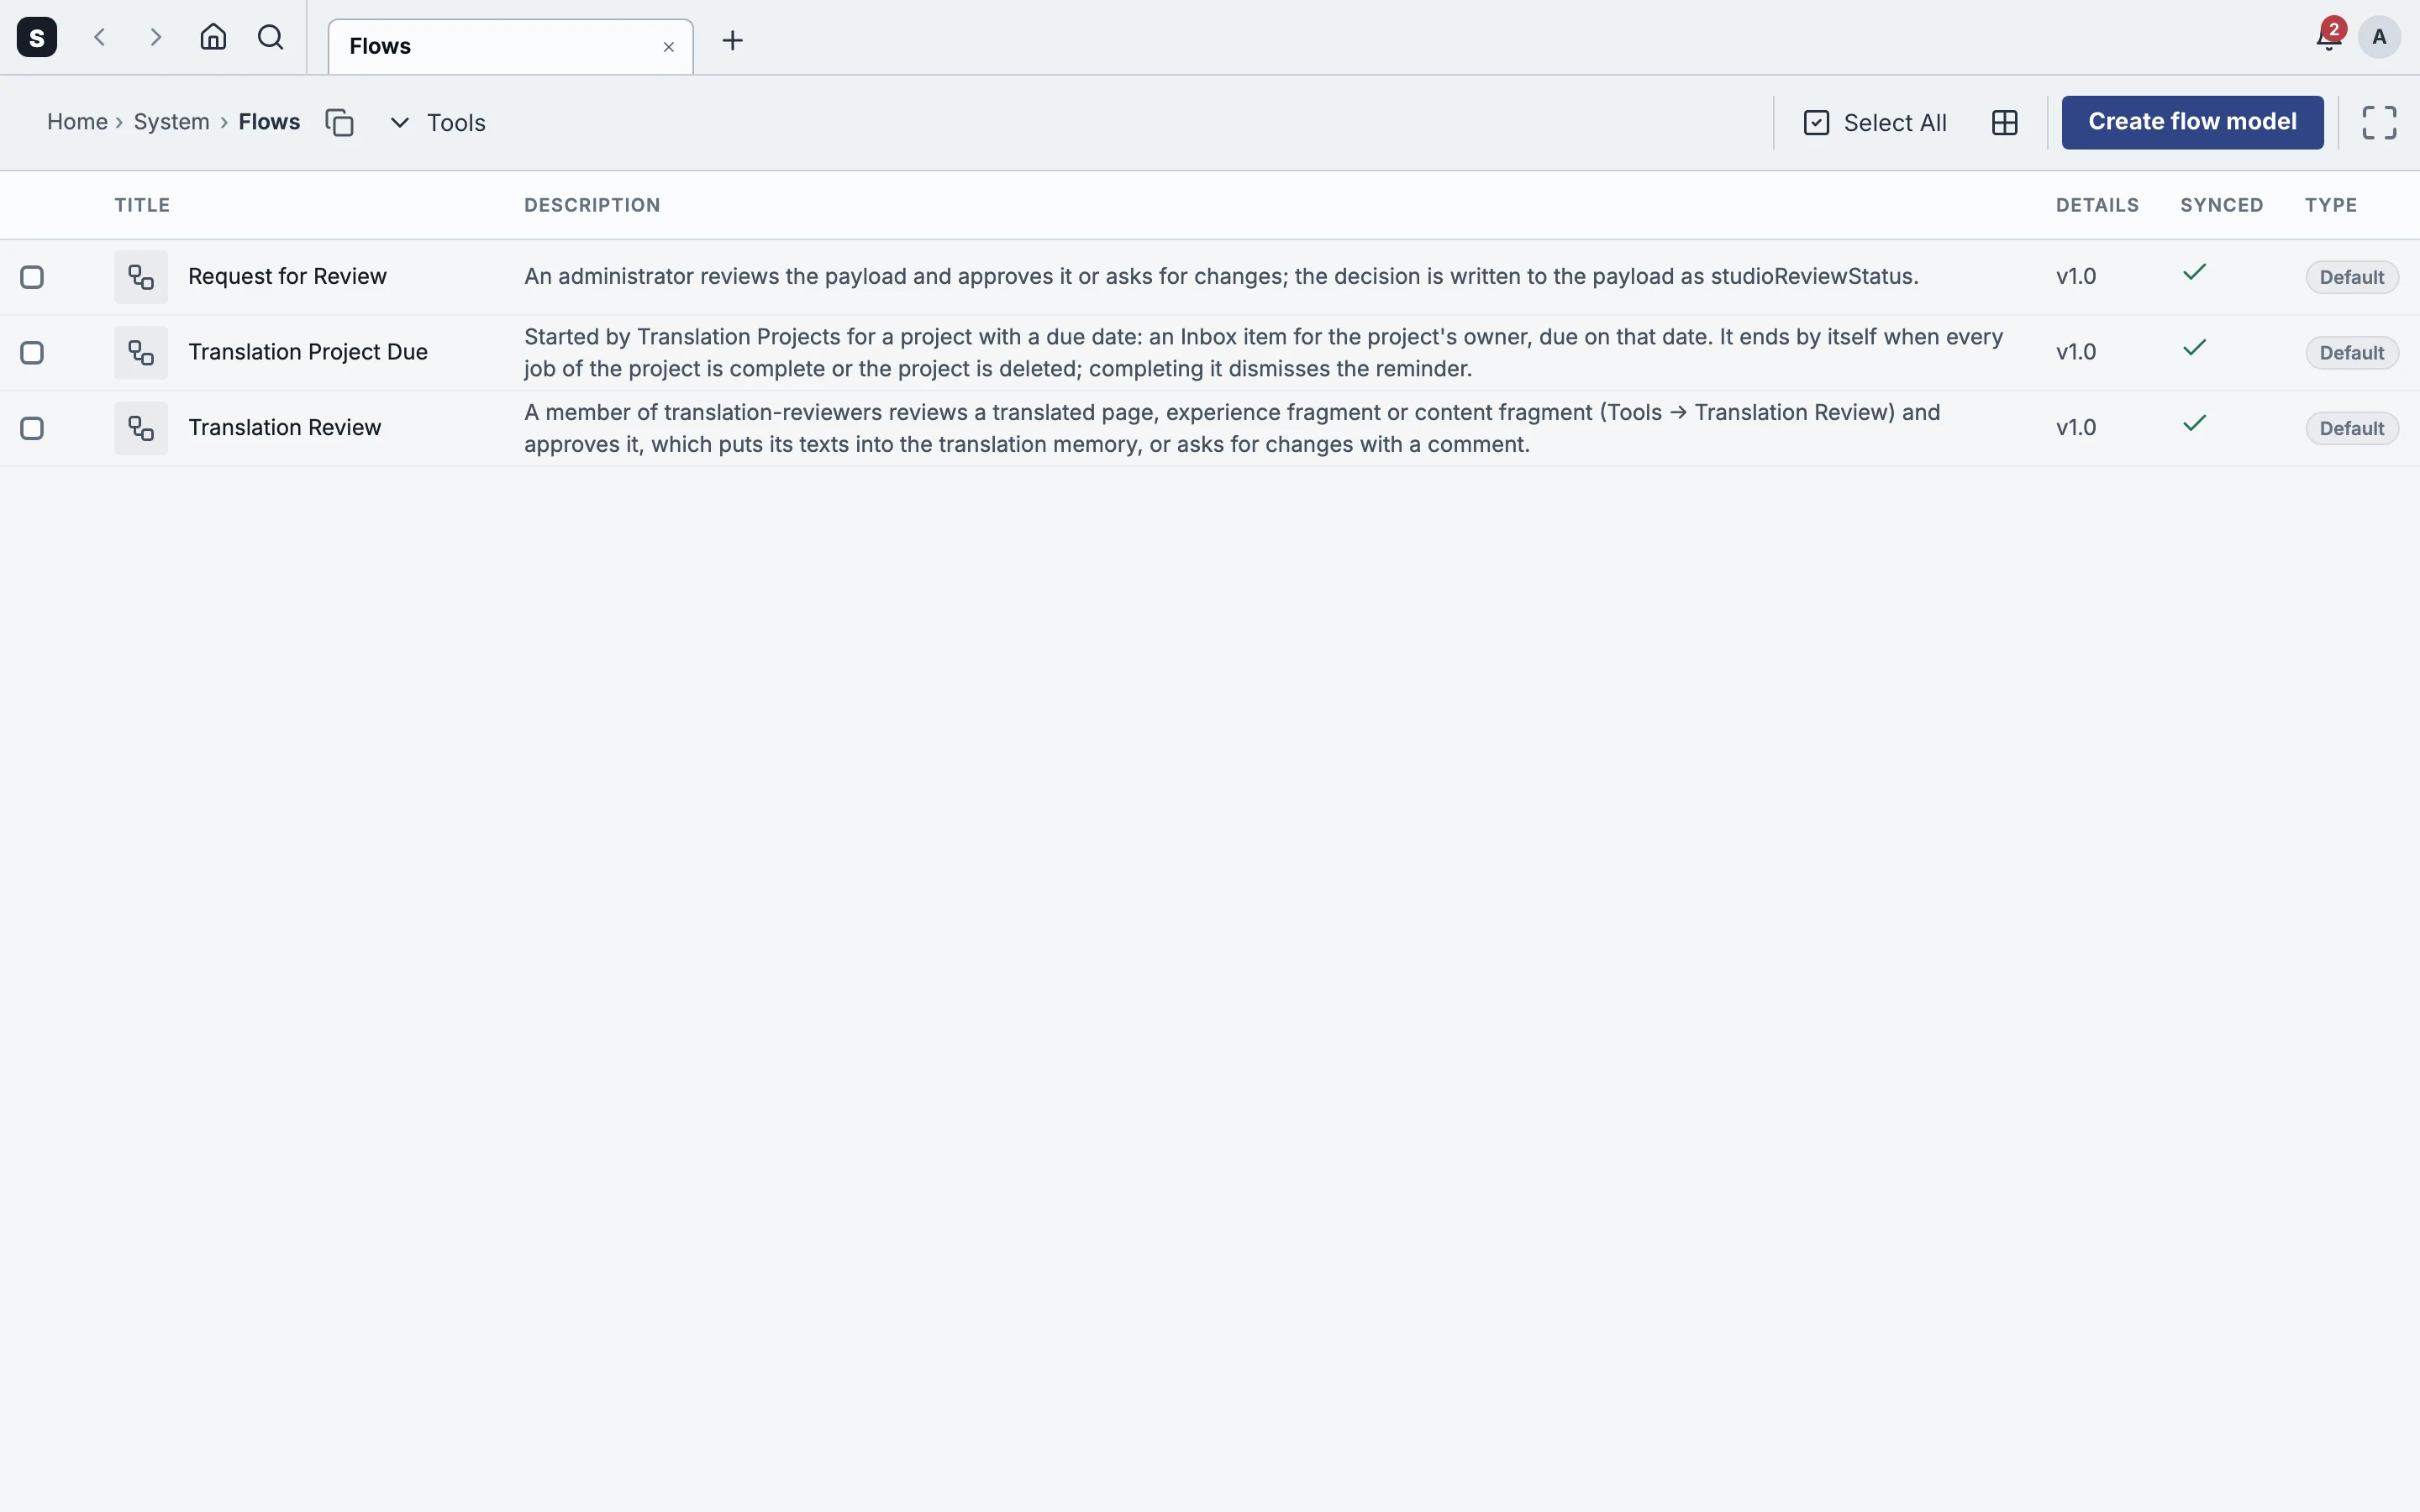 S
Flows
2
A
Home › System › Flows
Tools
Select All
Create flow model
TITLE DESCRIPTION DETAILS SYNCED TYPE
Request for Review
An administrator reviews the payload and approves it or asks for changes; the decision is written to the payload as studioReviewStatus.
v1.0
Default
Translation Project Due
Started by Translation Projects for a project with a due date: an Inbox item for the project's owner, due on that date. It ends by itself when every
job of the project is complete or the project is deleted; completing it dismisses the reminder.
v1.0
Default
Translation Review
A member of translation-reviewers reviews a translated page, experience fragment or content fragment (Tools → Translation Review) and
approves it, which puts its texts into the translation memory, or asks for changes with a comment.
v1.0
Default